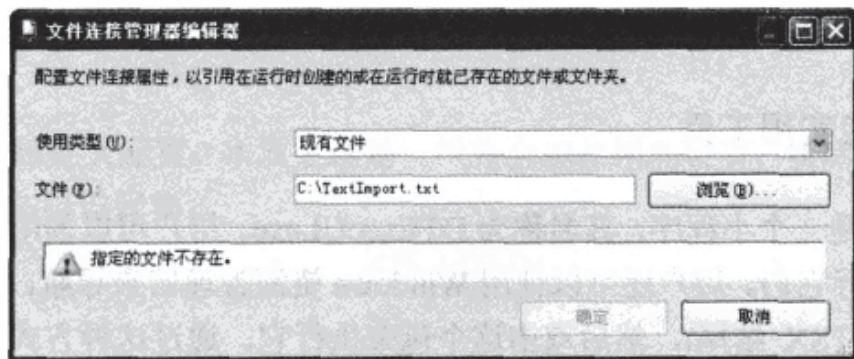 文件连接管理器编辑器
配置文件连接属性，以引用在运行时创建的或在运行时就已存在的文件或文件夹。
使用类型(U):
现有文件
文件(F):
C:\TextImport.txt
浏览(B)...
指定的文件不存在。
确定
取消